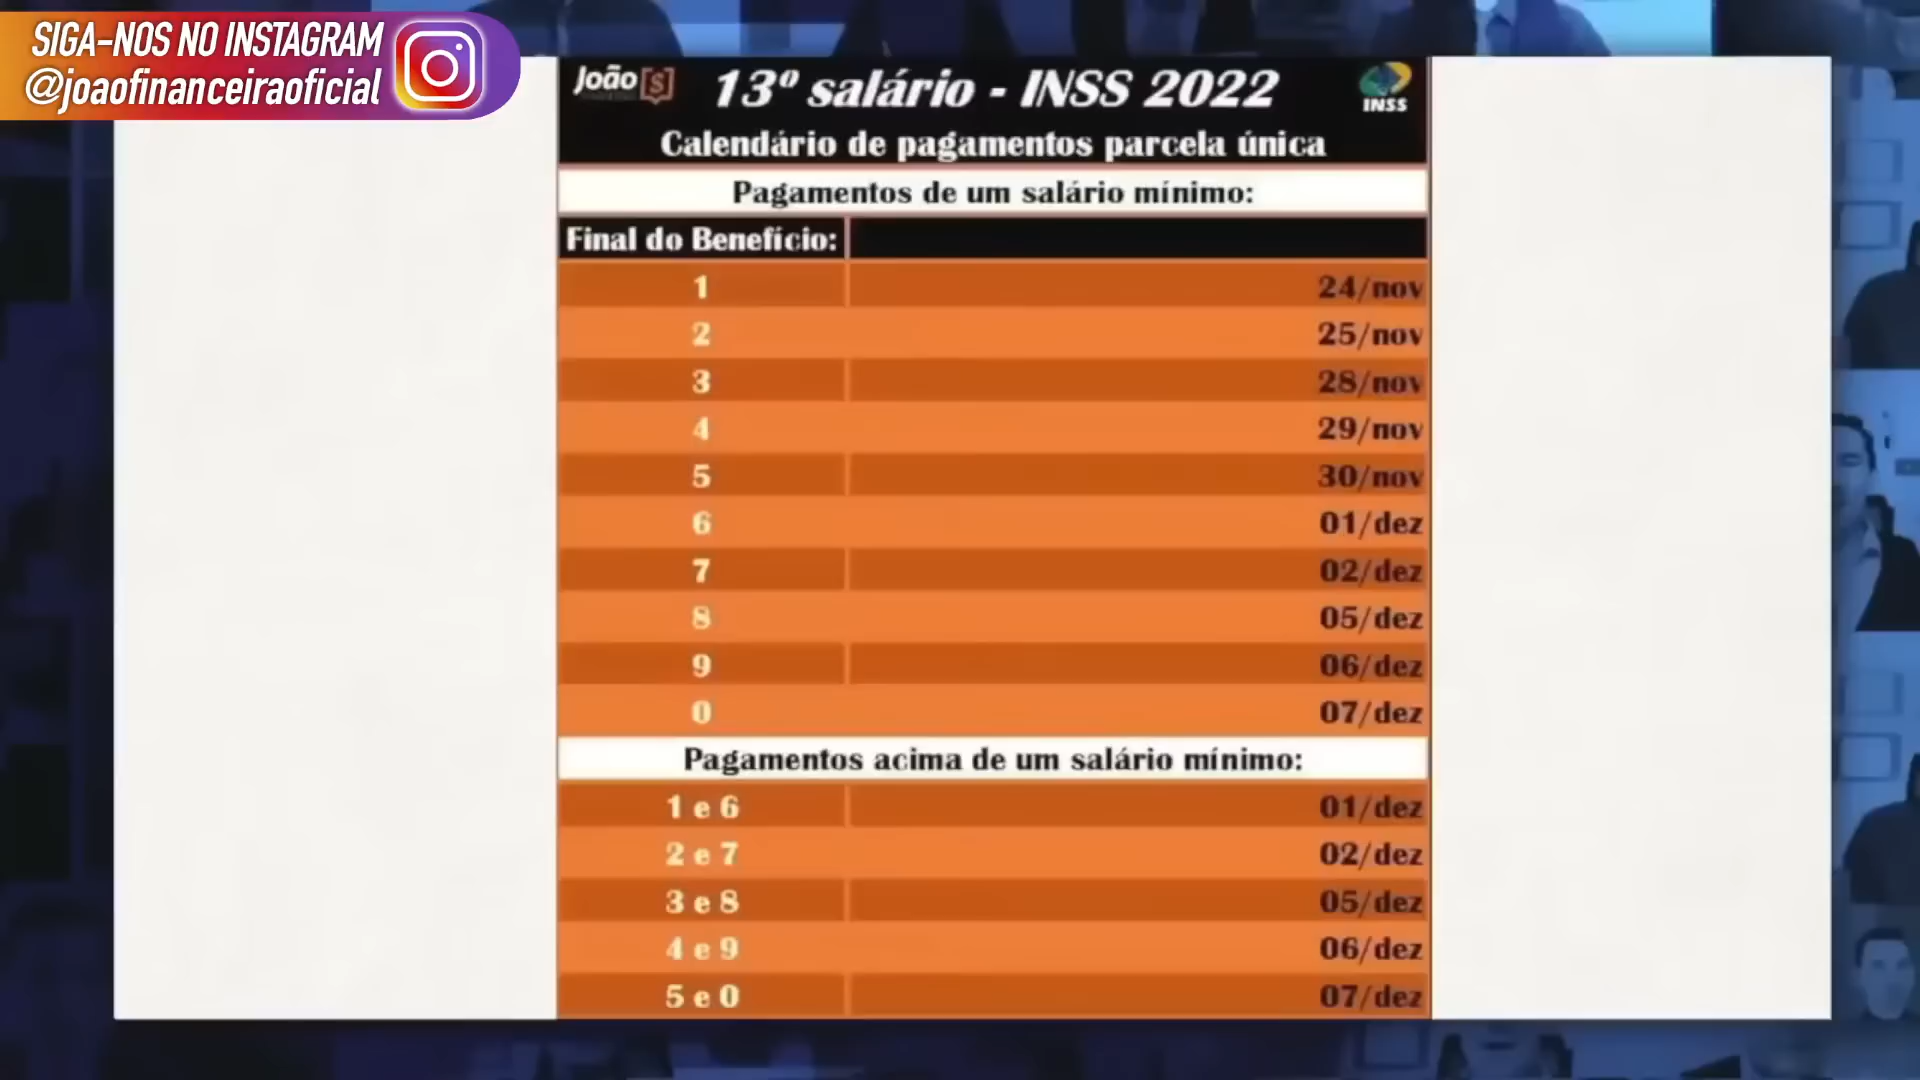 SIGA-NOS NO INSTAGRAM
@joaofinanceiraoficial
João [$]
13º salário - INSS 2022
INSS
Calendário de pagamentos parcela única
Pagamentos de um salário mínimo:
Final do Benefício:
1 24/nov
2 25/nov
3 28/nov
4 29/nov
5 30/nov
6 01/dez
7 02/dez
8 05/dez
9 06/dez
0 07/dez
Pagamentos acima de um salário mínimo:
1 e 6 01/dez
2 e 7 02/dez
3 e 8 05/dez
4 e 9 06/dez
5 e 0 07/dez